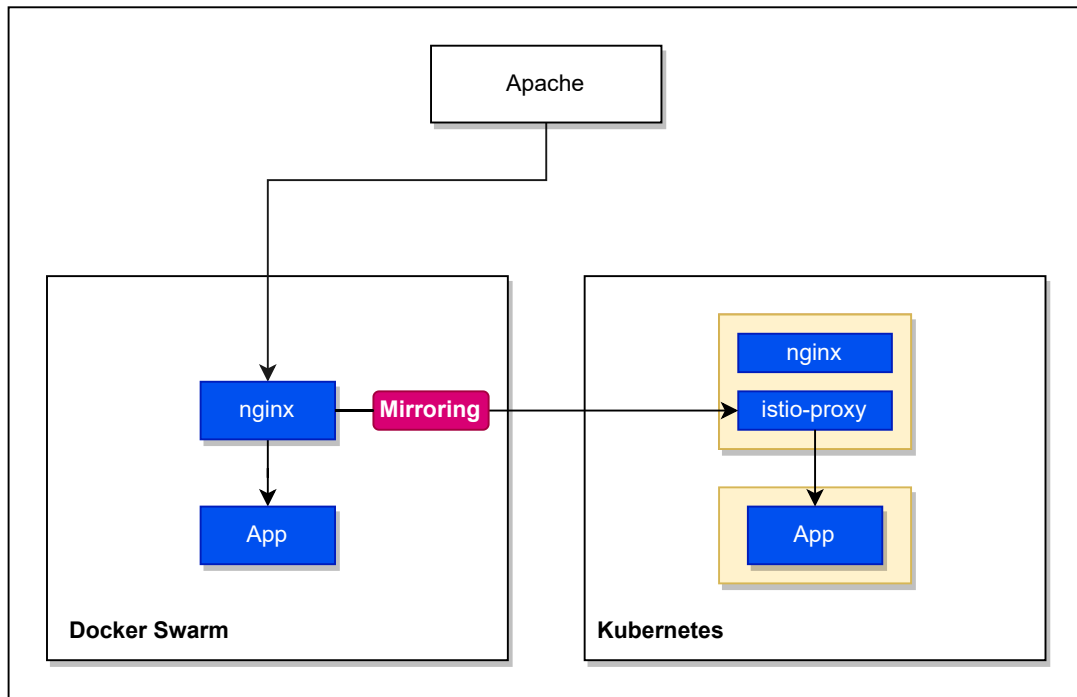 Apache
nginx
Mirroring
App
Docker Swarm
nginx
istio-proxy
App
Kubernetes